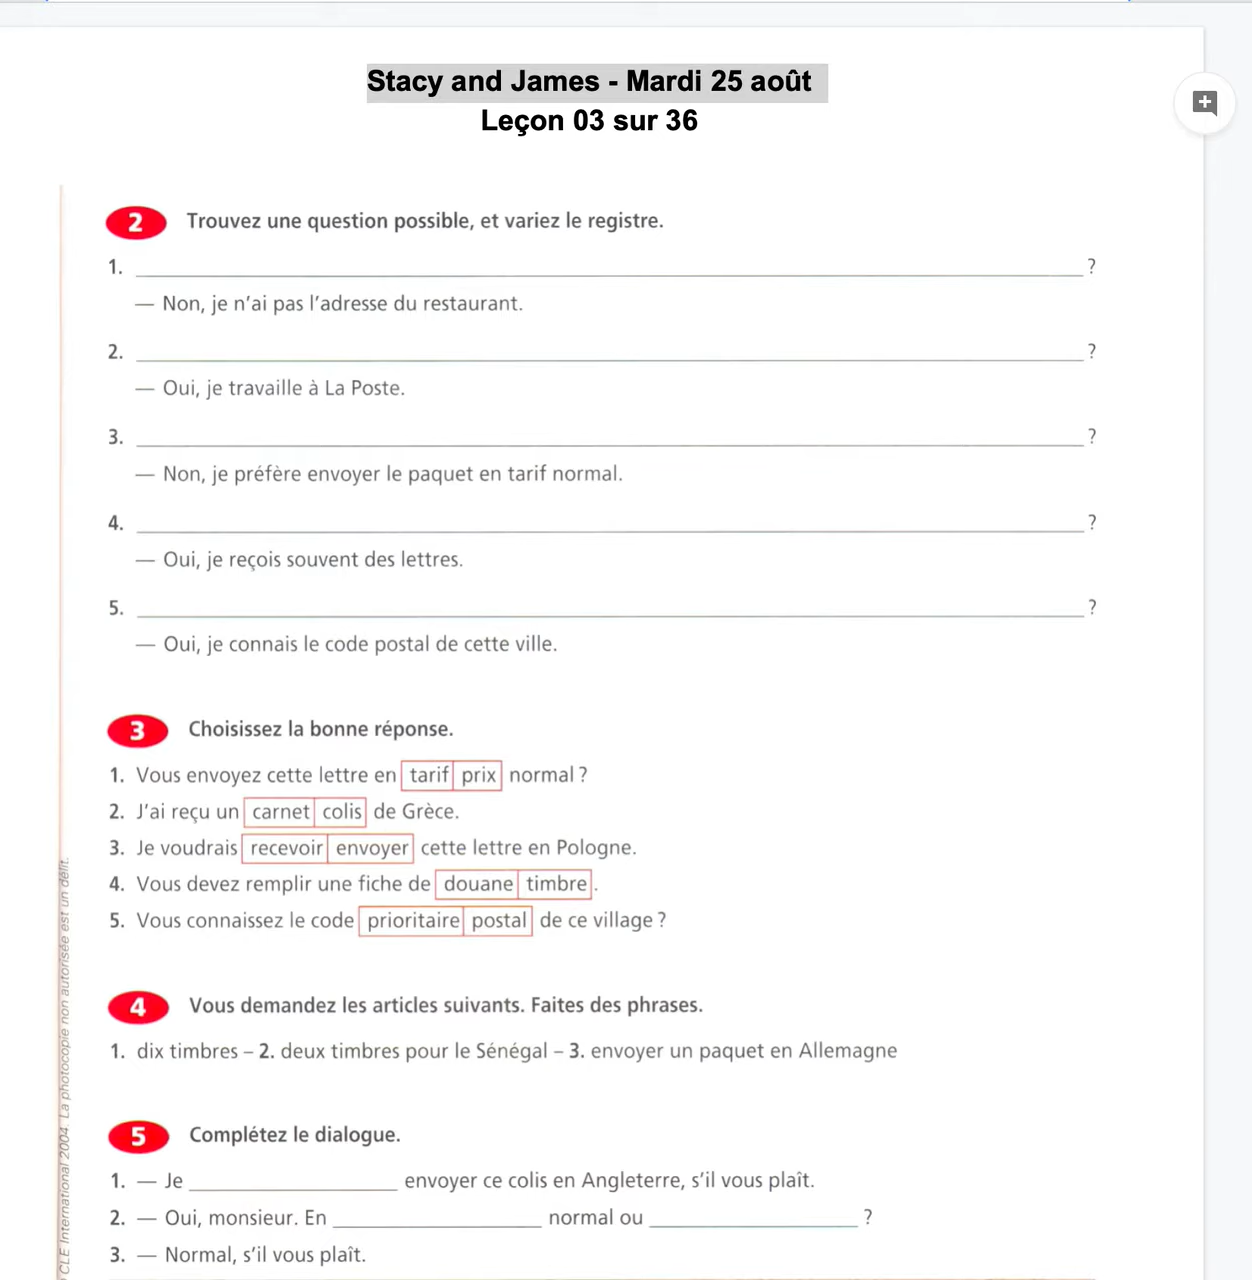 Stacy and James - Mardi 25 août
Leçon 03 sur 36
2 Trouvez une question possible, et variez le registre.
1. ?
— Non, je n'ai pas l'adresse du restaurant.
2. ?
— Oui, je travaille à La Poste.
3. ?
— Non, je préfère envoyer le paquet en tarif normal.
4. ?
— Oui, je reçois souvent des lettres.
5. ?
— Oui, je connais le code postal de cette ville.
3 Choisissez la bonne réponse.
1. Vous envoyez cette lettre en tarif prix normal ?
2. J'ai reçu un carnet colis de Grèce.
3. Je voudrais recevoir envoyer cette lettre en Pologne.
4. Vous devez remplir une fiche de douane timbre.
5. Vous connaissez le code prioritaire postal de ce village ?
4 Vous demandez les articles suivants. Faites des phrases.
1. dix timbres – 2. deux timbres pour le Sénégal – 3. envoyer un paquet en Allemagne
5 Complétez le dialogue.
1. — Je envoyer ce colis en Angleterre, s'il vous plaît.
2. — Oui, monsieur. En normal ou ?
3. — Normal, s'il vous plaît.
CLE International 2004. La photocopie non autorisée est un délit.